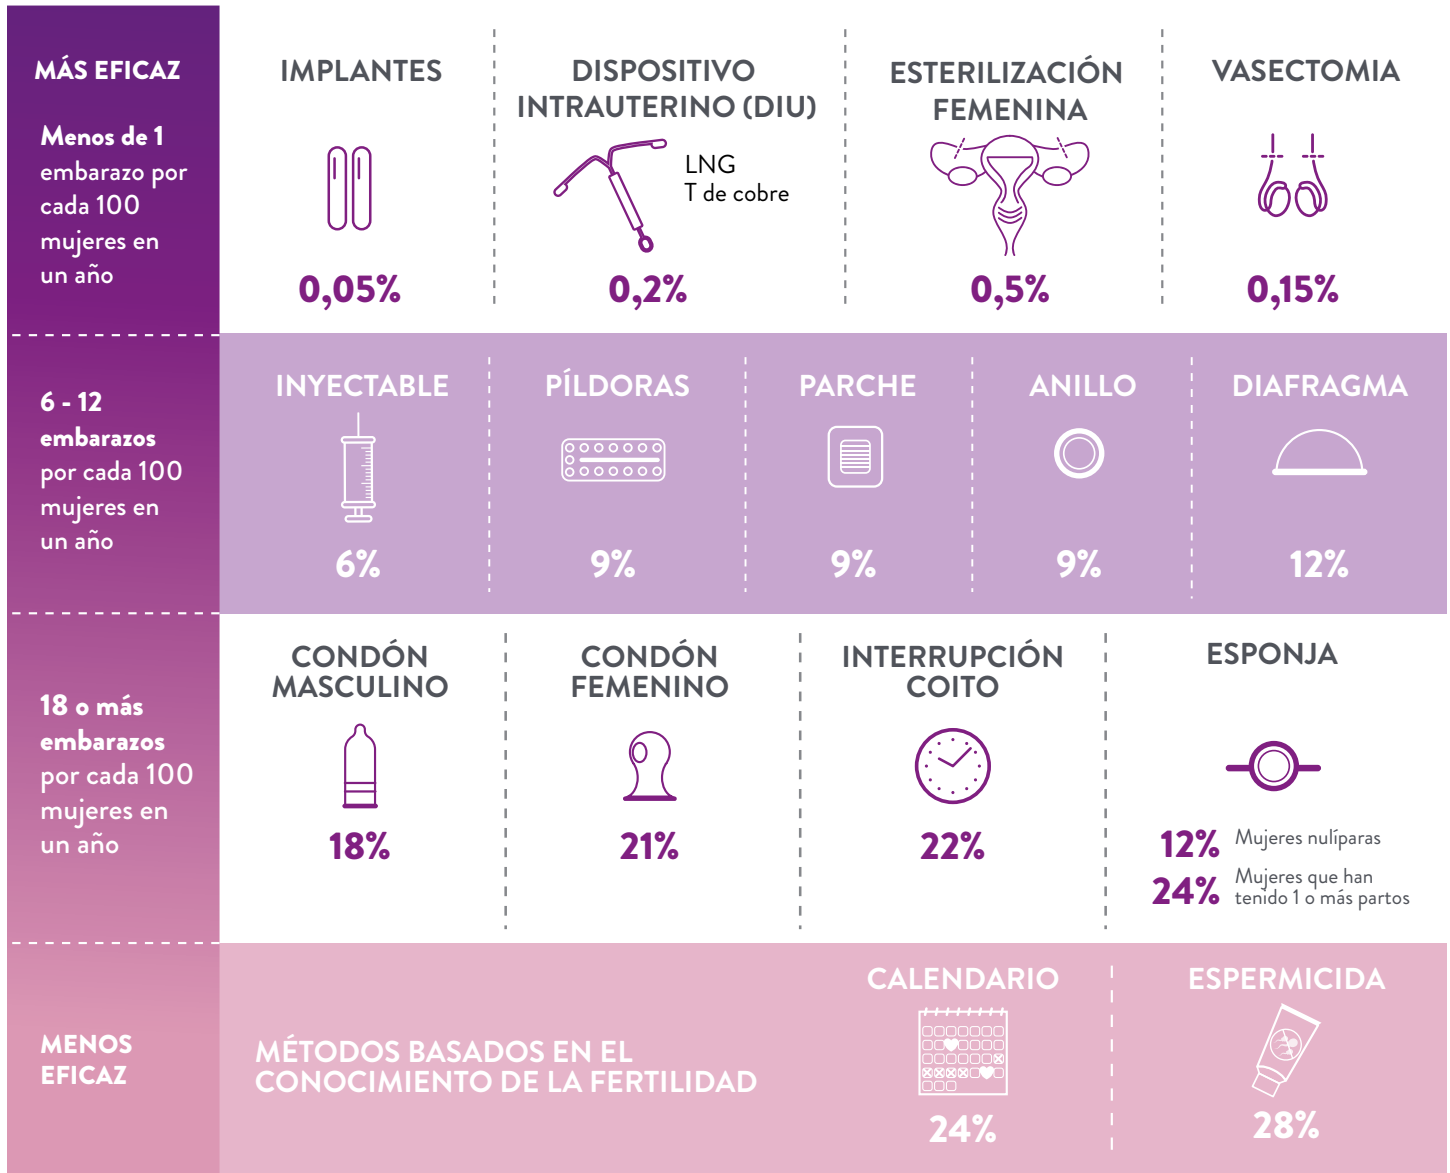 MÁS EFICAZ
Menos de 1
embarazo por
cada 100
mujeres en
un año
IMPLANTES
0,05%
DISPOSITIVO
INTRAUTERINO (DIU)
LNG
T de cobre
0,2%
ESTERILIZACIÓN
FEMENINA
0,5%
VASECTOMIA
0,15%
6 - 12
embarazos
por cada 100
mujeres en
un año
INYECTABLE
6%
PÍLDORAS
9%
PARCHE
9%
ANILLO
9%
DIAFRAGMA
12%
18 o más
embarazos
por cada 100
mujeres en
un año
CONDÓN
MASCULINO
18%
CONDÓN
FEMENINO
21%
INTERRUPCIÓN
COITO
22%
ESPONJA
12% Mujeres nulíparas
24% Mujeres que han
tenido 1 o más partos
MENOS
EFICAZ
MÉTODOS BASADOS EN EL
CONOCIMIENTO DE LA FERTILIDAD
CALENDARIO
24%
ESPERMICIDA
28%